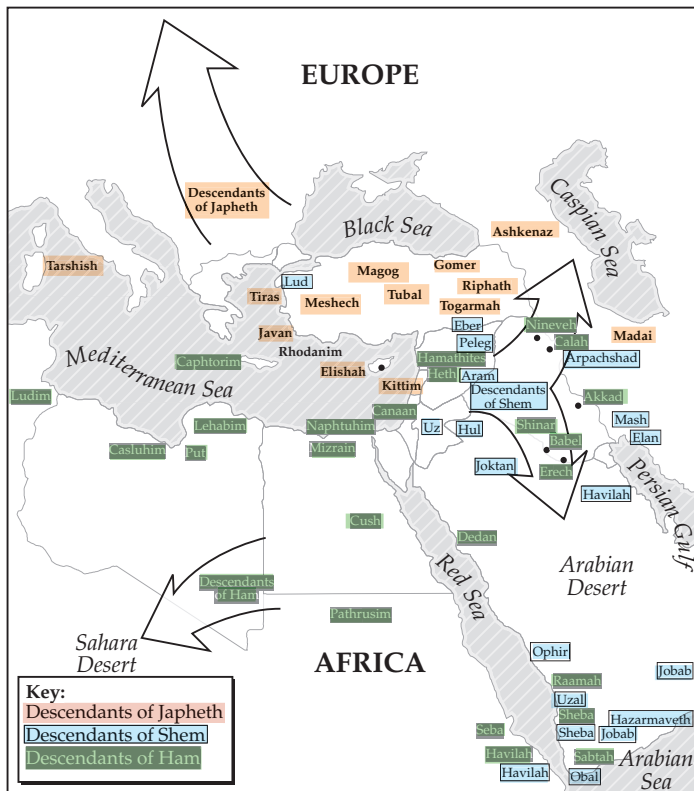 EUROPE
Descendants
of Japheth
Caspian Sea
Black Sea
Ashkenaz
Tarshish
Lud
Magog
Gomer
Tiras
Meshech
Tubal
Riphath
Togarmah
Javan
Eber
Nineveh
Madai
Rhodanim
Peleg
Calah
Mediterranean Sea
Caphtorim
Hamathites
Arpachshad
Elishah
Heth
Aram
Kittim
Descendants
of Shem
Ludim
Canaan
Akkad
Lehabim
Naphtuhim
Uz
Hul
Shinar
Mash
Casluhim
Put
Mizrain
Babel
Elan
Joktan
Erech
Persian Gulf
Havilah
Cush
Dedan
Red Sea
Arabian
Desert
Descendants
of Ham
Pathrusim
Sahara
Desert
AFRICA
Ophir
Jobab
Raamah
Uzal
Sheba
Hazarmaveth
Seba
Sheba
Jobab
Havilah
Sabtah
Arabian
Sea
Havilah
Obal
Key:
Descendants of Japheth
Descendants of Shem
Descendants of Ham